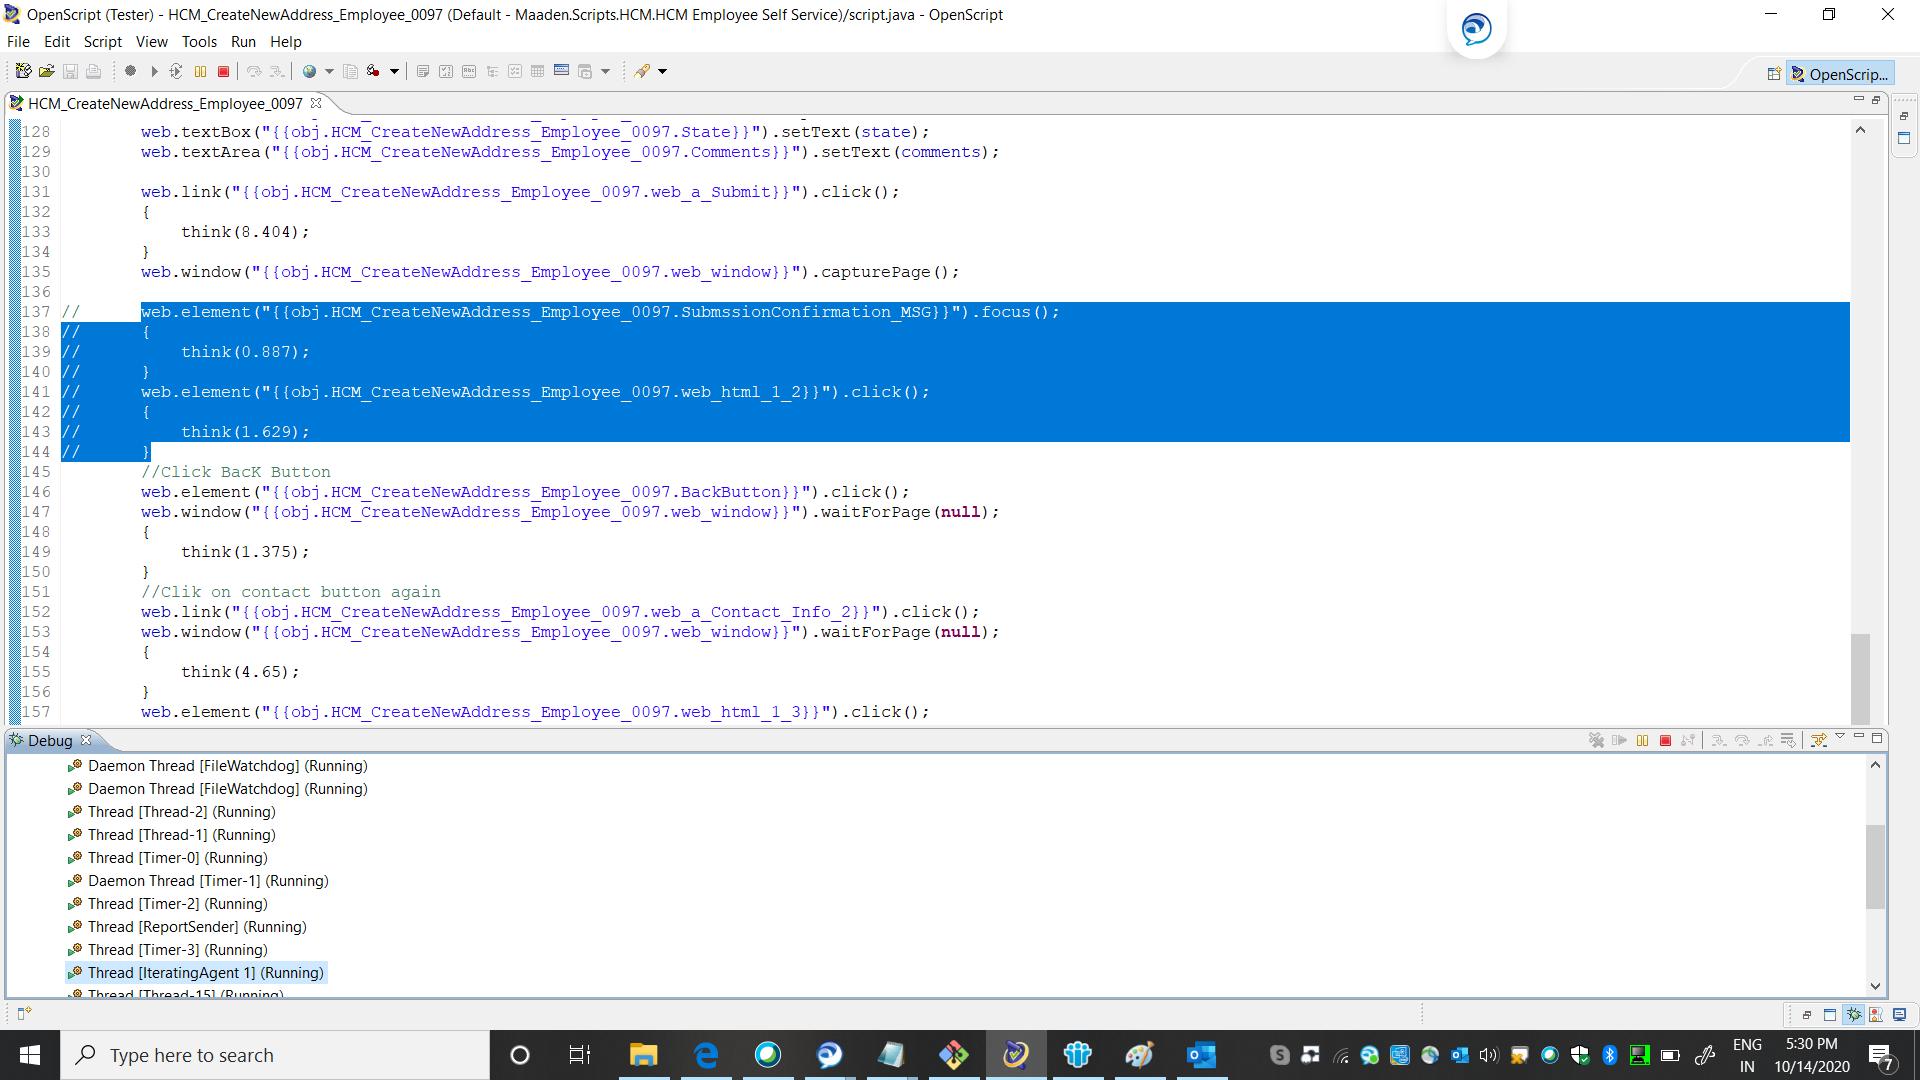 OpenScript (Tester) - HCM_CreateNewAddress_Employee_0097 (Default - Maaden.Scripts.HCM.HCM Employee Self Service)/script.java - OpenScript
File Edit Script View Tools Run Help
OpenScrip...
HCM_CreateNewAddress_Employee_0097
128 web.textBox("{{obj.HCM_CreateNewAddress_Employee_0097.State}}").setText(state);
129 web.textArea("{{obj.HCM_CreateNewAddress_Employee_0097.Comments}}").setText(comments);
130
131 web.link("{{obj.HCM_CreateNewAddress_Employee_0097.web_a_Submit}}").click();
132 {
133 think(8.404);
134 }
135 web.window("{{obj.HCM_CreateNewAddress_Employee_0097.web_window}}").capturePage();
136
137 // web.element("{{obj.HCM_CreateNewAddress_Employee_0097.SubmssionConfirmation_MSG}}").focus();
138 // {
139 // think(0.887);
140 // }
141 // web.element("{{obj.HCM_CreateNewAddress_Employee_0097.web_html_1_2}}").click();
142 // {
143 // think(1.629);
144 // }
145 //Click BacK Button
146 web.element("{{obj.HCM_CreateNewAddress_Employee_0097.BackButton}}").click();
147 web.window("{{obj.HCM_CreateNewAddress_Employee_0097.web_window}}").waitForPage(null);
148 {
149 think(1.375);
150 }
151 //Clik on contact button again
152 web.link("{{obj.HCM_CreateNewAddress_Employee_0097.web_a_Contact_Info_2}}").click();
153 web.window("{{obj.HCM_CreateNewAddress_Employee_0097.web_window}}").waitForPage(null);
154 {
155 think(4.65);
156 }
157 web.element("{{obj.HCM_CreateNewAddress_Employee_0097.web_html_1_3}}").click();
Debug
Daemon Thread [FileWatchdog] (Running)
Daemon Thread [FileWatchdog] (Running)
Thread [Thread-2] (Running)
Thread [Thread-1] (Running)
Thread [Timer-0] (Running)
Daemon Thread [Timer-1] (Running)
Thread [Timer-2] (Running)
Thread [ReportSender] (Running)
Thread [Timer-3] (Running)
Thread [IteratingAgent 1] (Running)
Thread [Thread-15] (Running)
Type here to search
ENG
IN
5:30 PM
10/14/2020
7